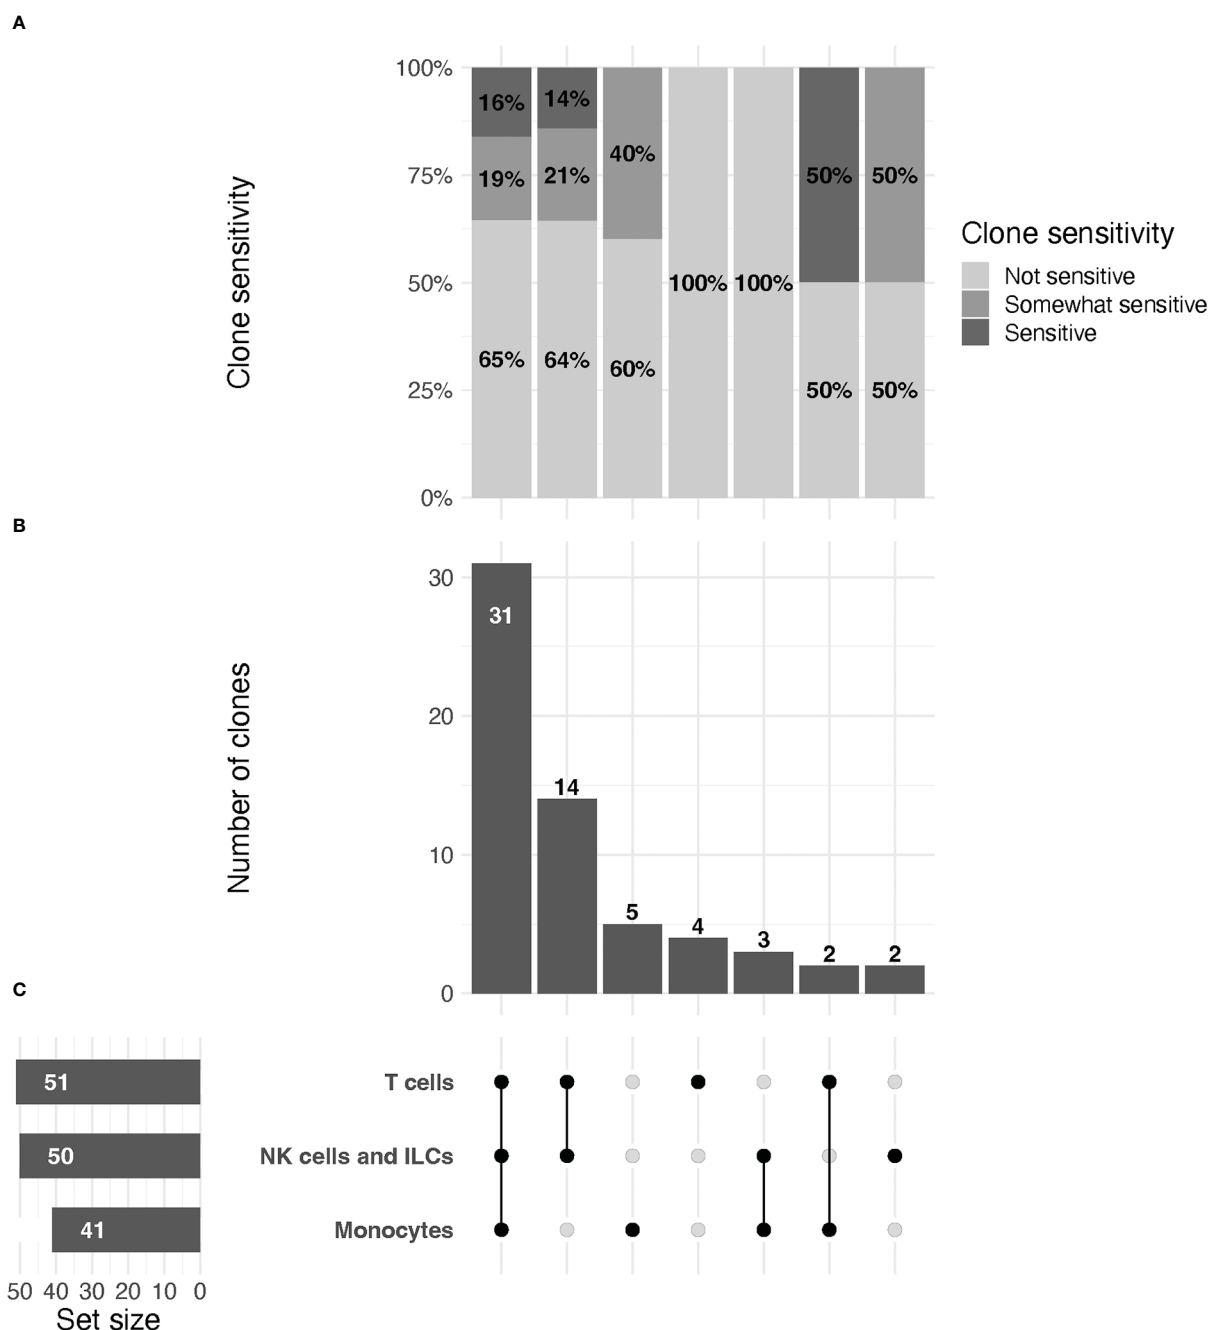 A
Clone sensitivity
100%
75%
50%
25%
0%
16%
14%
40%
19%
21%
50%
50%
100%
100%
65%
64%
60%
50%
50%
Clone sensitivity
Not sensitive
Somewhat sensitive
Sensitive
B
Number of clones
30
20
10
0
31
14
5
4
3
2
2
C
51
50
41
50 40 30 20 10 0
Set size
T cells
NK cells and ILCs
Monocytes